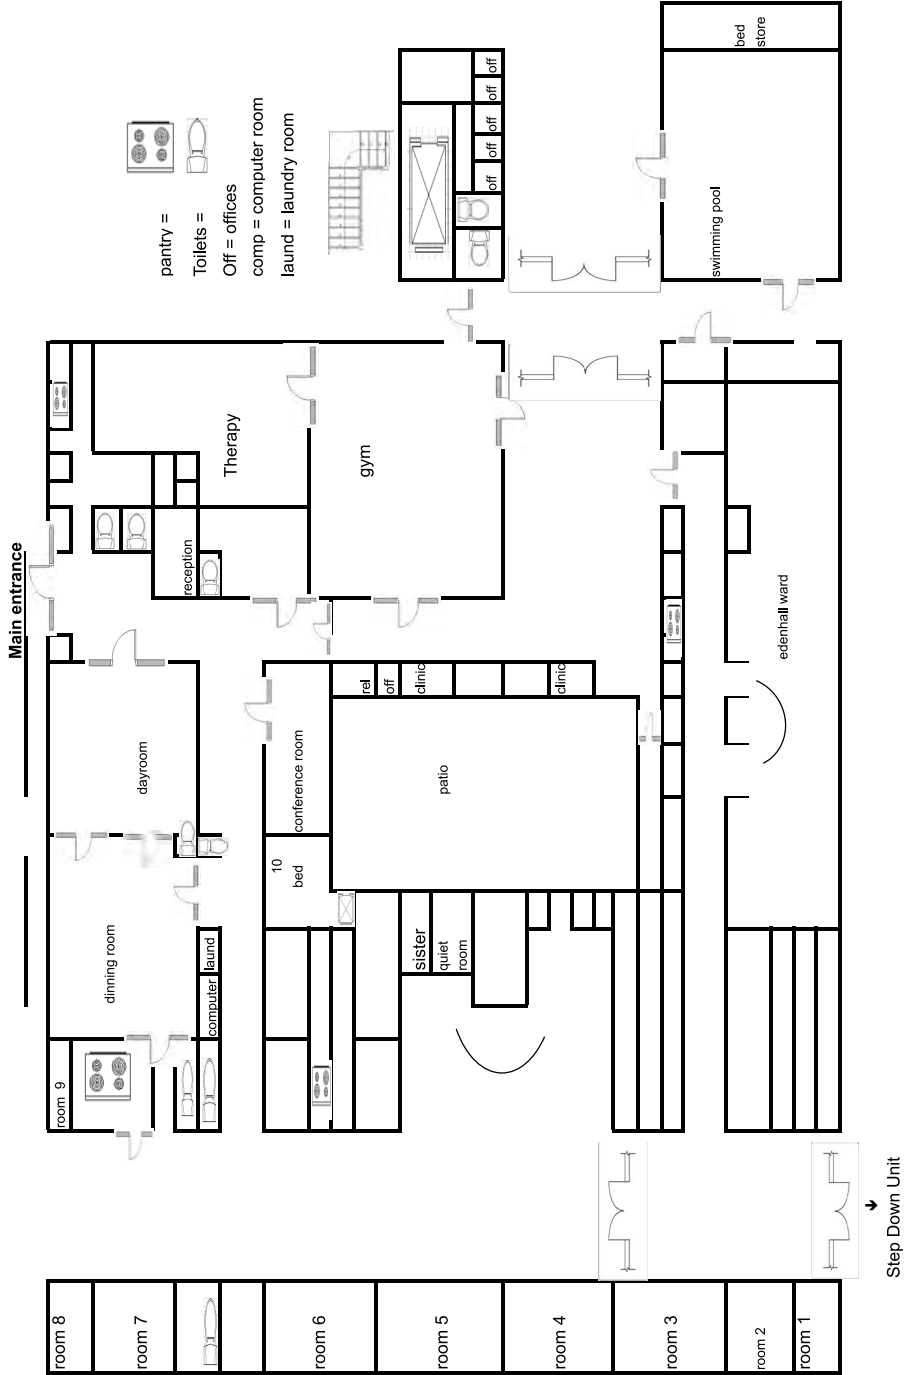 Main entrance
pantry =
Toilets =
Off = offices
comp = computer room
laund = laundry room
bed
store
off
off
off
off
off
swimming pool
Therapy
gym
reception
edenhall ward
dayroom
conference room
rel
off
clinic
clinic
patio
10
bed
dinning room
laund
computer
sister
quiet
room
room 9
room 8
room 7
room 6
room 5
room 4
room 3
room 2
room 1
Step Down Unit